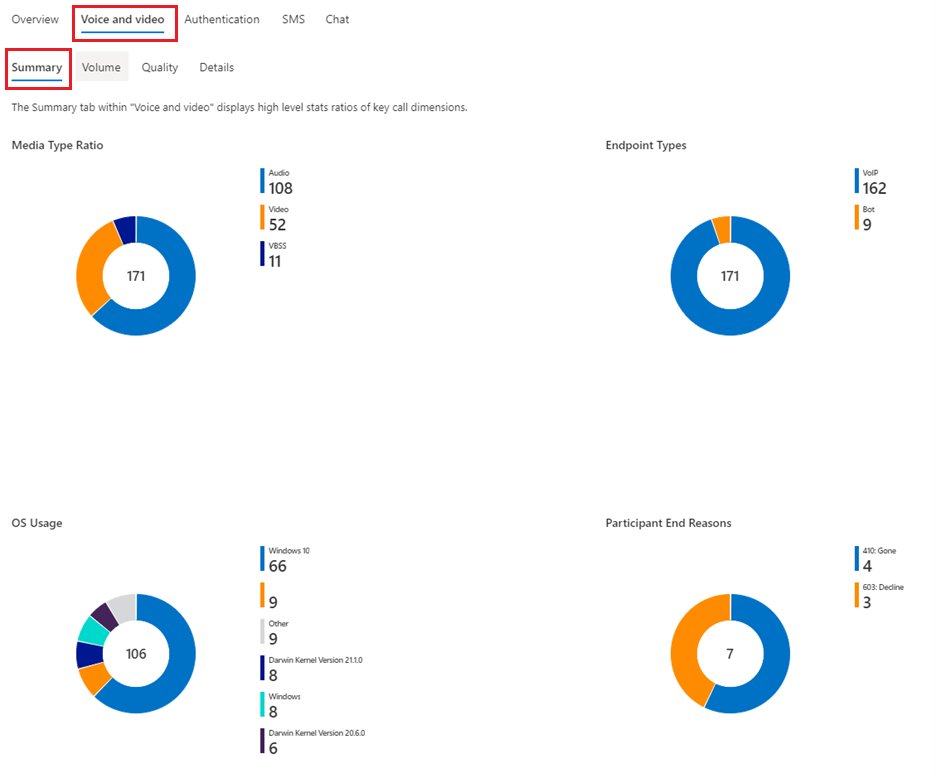 Overview Voice and video Authentication SMS Chat
Summary Volume Quality Details
The Summary tab within "Voice and video" displays high level stats ratios of key call dimensions.
Media Type Ratio
Audio
108
Video
52
VBSS
11
171
Endpoint Types
VoIP
162
Bot
9
171
OS Usage
Windows 10
66
9
Other
9
Darwin Kernel Version 21.1.0
8
Windows
8
Darwin Kernel Version 20.6.0
6
106
Participant End Reasons
410: Gone
4
603: Decline
3
7